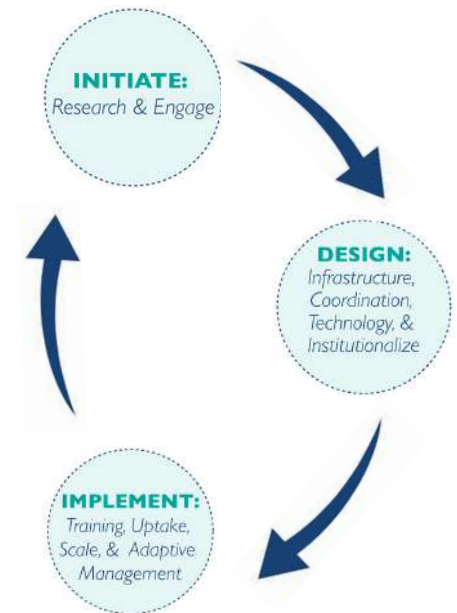 INITIATE:
Research & Engage
DESIGN:
Infrastructure,
Coordination,
Technology, &
Institutionalize
IMPLEMENT:
Training, Uptake,
Scale, & Adaptive
Management